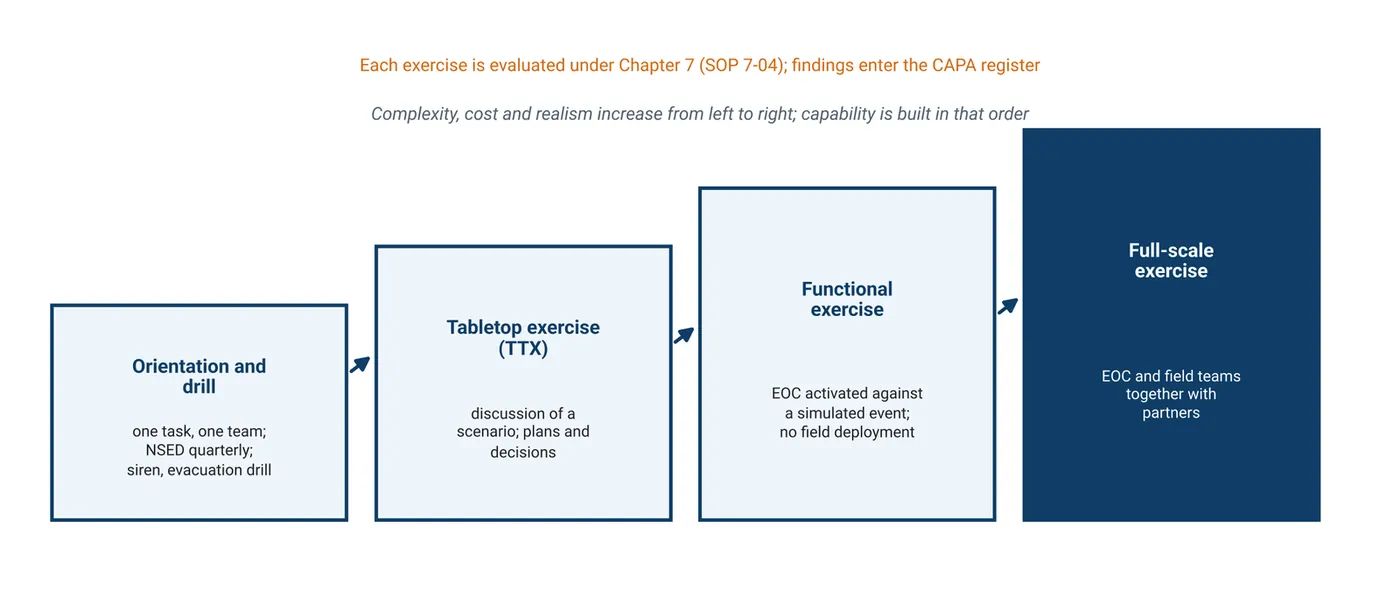 Each exercise is evaluated under Chapter 7 (SOP 7-04); findings enter the CAPA register
Complexity, cost and realism increase from left to right; capability is built in that order
Orientation and
drill
one task, one team;
NSED quarterly;
siren, evacuation drill
Tabletop exercise
(TTX)
discussion of a
scenario; plans and
decisions
Functional
exercise
EOC activated against
a simulated event;
no field deployment
Full-scale
exercise
EOC and field teams
together with
partners